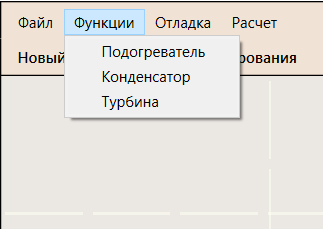 Файл Функции Отладка Расчет
Подогреватель
Новый рования
Конденсатор
Турбина